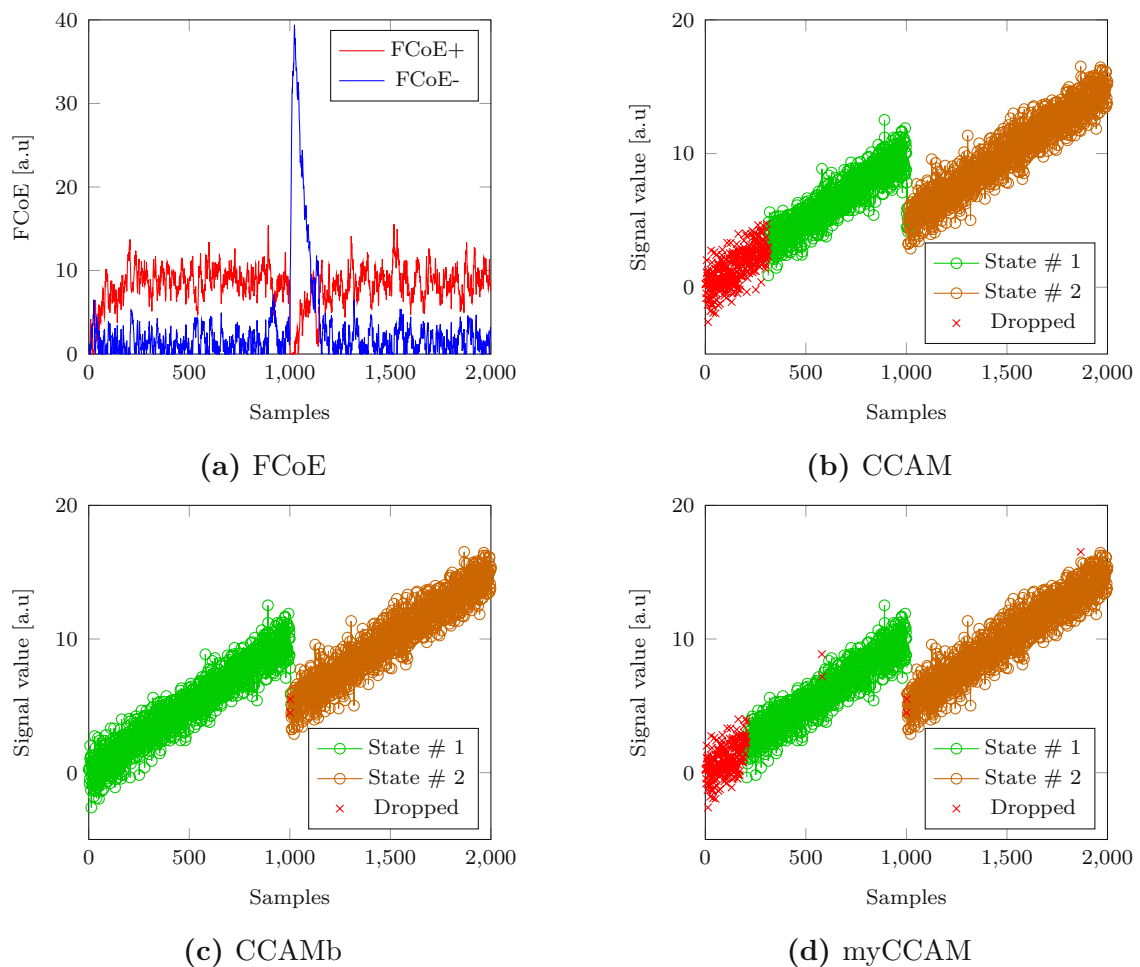 40
30
20
10
0
FCoE [a.u]
FCoE+
FCoE-
0 500 1,000 1,500 2,000
Samples
(a) FCoE
20
10
0
Signal value [a.u]
State # 1
State # 2
Dropped
0 500 1,000 1,500 2,000
Samples
(b) CCAM
20
10
0
Signal value [a.u]
State # 1
State # 2
Dropped
0 500 1,000 1,500 2,000
Samples
(c) CCAMb
20
10
0
Signal value [a.u]
State # 1
State # 2
Dropped
0 500 1,000 1,500 2,000
Samples
(d) myCCAM